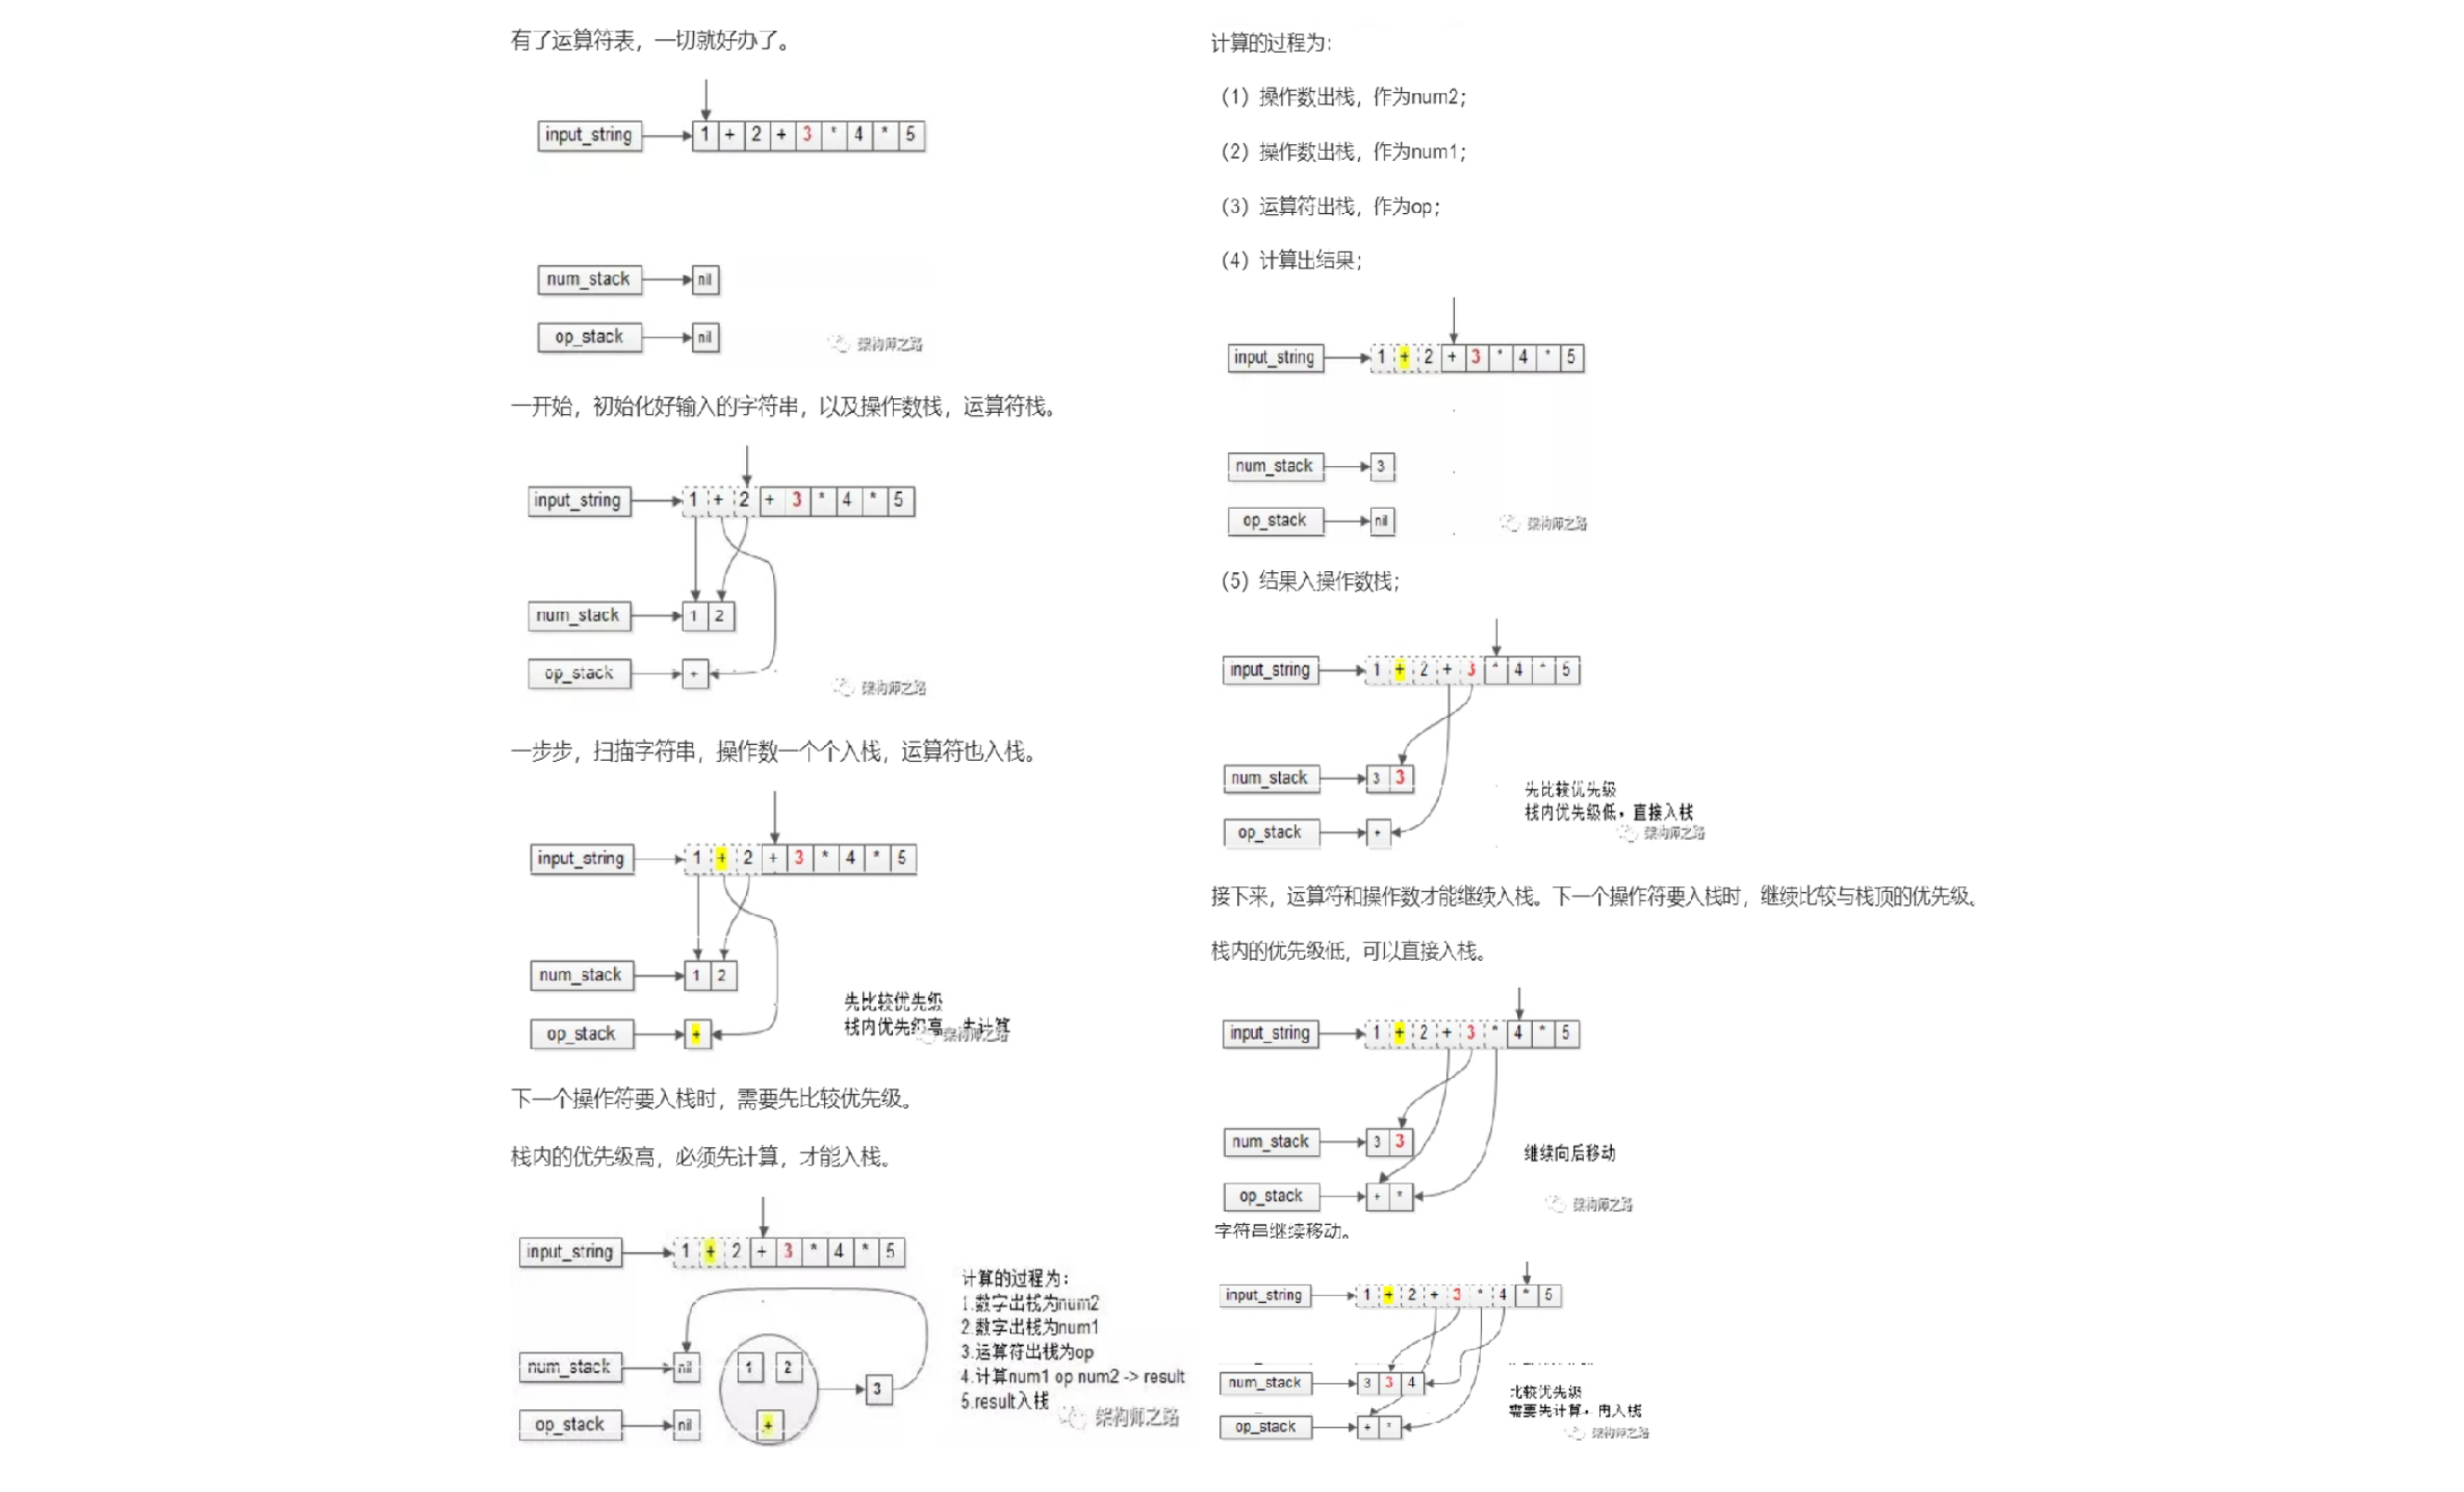 有了运算符表，一切就好办了。
input_string 1 + 2 + 3 * 4 * 5
num_stack nil
op_stack nil
架构师之路
一开始，初始化好输入的字符串，以及操作数栈，运算符栈。
input_string 1 + 2 + 3 * 4 * 5
num_stack 1 2
op_stack +
架构师之路
一步步，扫描字符串，操作数一个个入栈，运算符也入栈。
input_string 1 + 2 + 3 * 4 * 5
num_stack 1 2
先比较优先级
栈内优先级高，先计算
op_stack +
架构师之路
下一个操作符要入栈时，需要先比较优先级。
栈内的优先级高，必须先计算，才能入栈。
input_string 1 + 2 + 3 * 4 * 5
num_stack nil 1 2 3
op_stack nil +
计算的过程为：
1.数字出栈为num2
2.数字出栈为num1
3.运算符出栈为op
4.计算num1 op num2 -> result
5.result入栈
架构师之路
计算的过程为：
（1）操作数出栈，作为num2；
（2）操作数出栈，作为num1；
（3）运算符出栈，作为op；
（4）计算出结果；
input_string 1 + 2 + 3 * 4 * 5
num_stack 3
op_stack nil
架构师之路
（5）结果入操作数栈；
input_string 1 + 2 + 3 * 4 * 5
num_stack 3 3
先比较优先级
栈内优先级低，直接入栈
op_stack +
架构师之路
接下来，运算符和操作数才能继续入栈。下一个操作符要入栈时，继续比较与栈顶的优先级。
栈内的优先级低，可以直接入栈。
input_string 1 + 2 + 3 * 4 * 5
num_stack 3 3
继续向后移动
op_stack + *
架构师之路
字符串继续移动。
input_string 1 + 2 + 3 * 4 * 5
num_stack 3 3 4
比较优先级
需要先计算，再入栈
op_stack + *
架构师之路